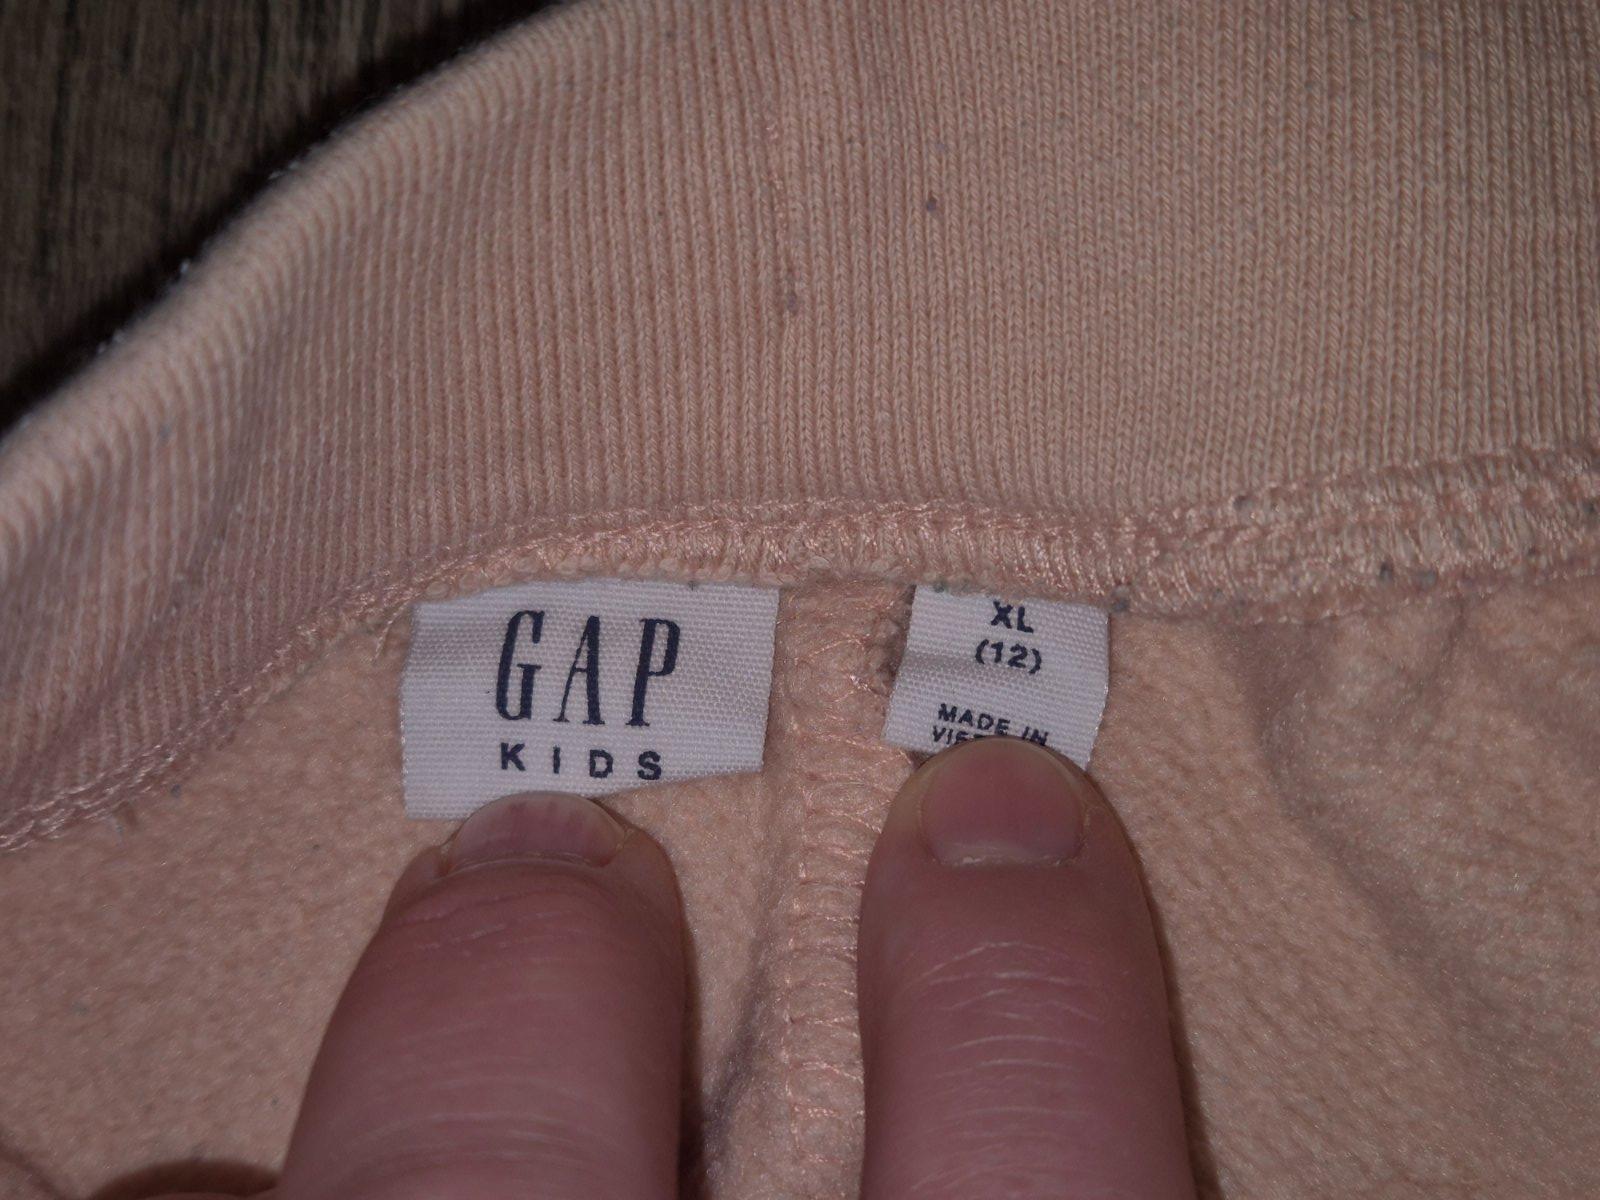 GAP
KIDS
XL
(12)
MADE IN